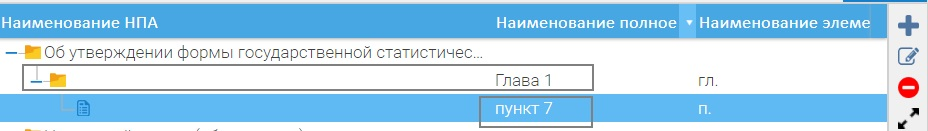 Наименование НПА Наименование полное Наименование элеме
Об утверждении формы государственной статистичес...
Глава 1 гл.
пункт 7 п.